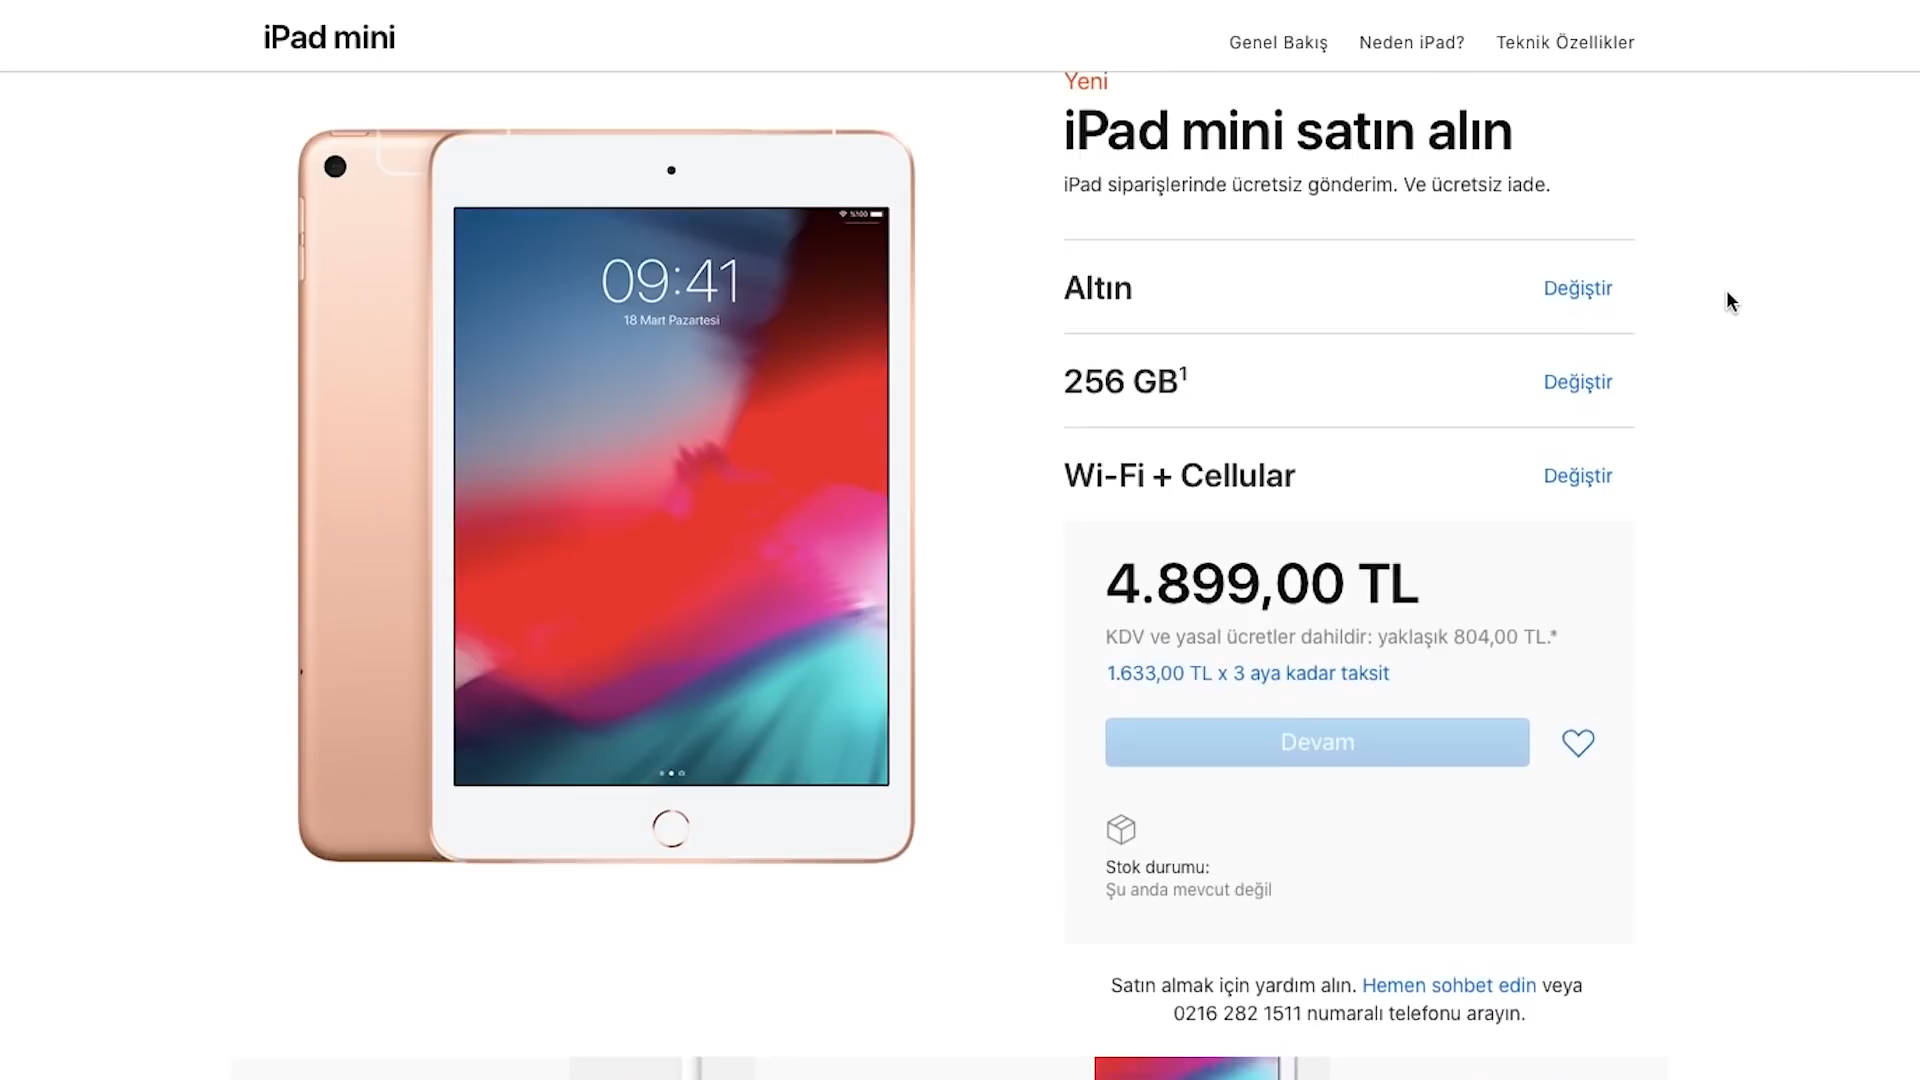 iPad mini
Genel Bakış
Neden iPad?
Teknik Özellikler
Yeni
iPad mini satın alın
iPad siparişlerinde ücretsiz gönderim. Ve ücretsiz iade.
%100
09:41
18 Mart Pazartesi
Altın
Değiştir
256 GB¹
Değiştir
Wi-Fi + Cellular
Değiştir
4.899,00 TL
KDV ve yasal ücretler dahildir: yaklaşık 804,00 TL.*
1.633,00 TL x 3 aya kadar taksit
Devam
Stok durumu:
Şu anda mevcut değil
Satın almak için yardım alın. Hemen sohbet edin veya
0216 282 1511 numaralı telefonu arayın.